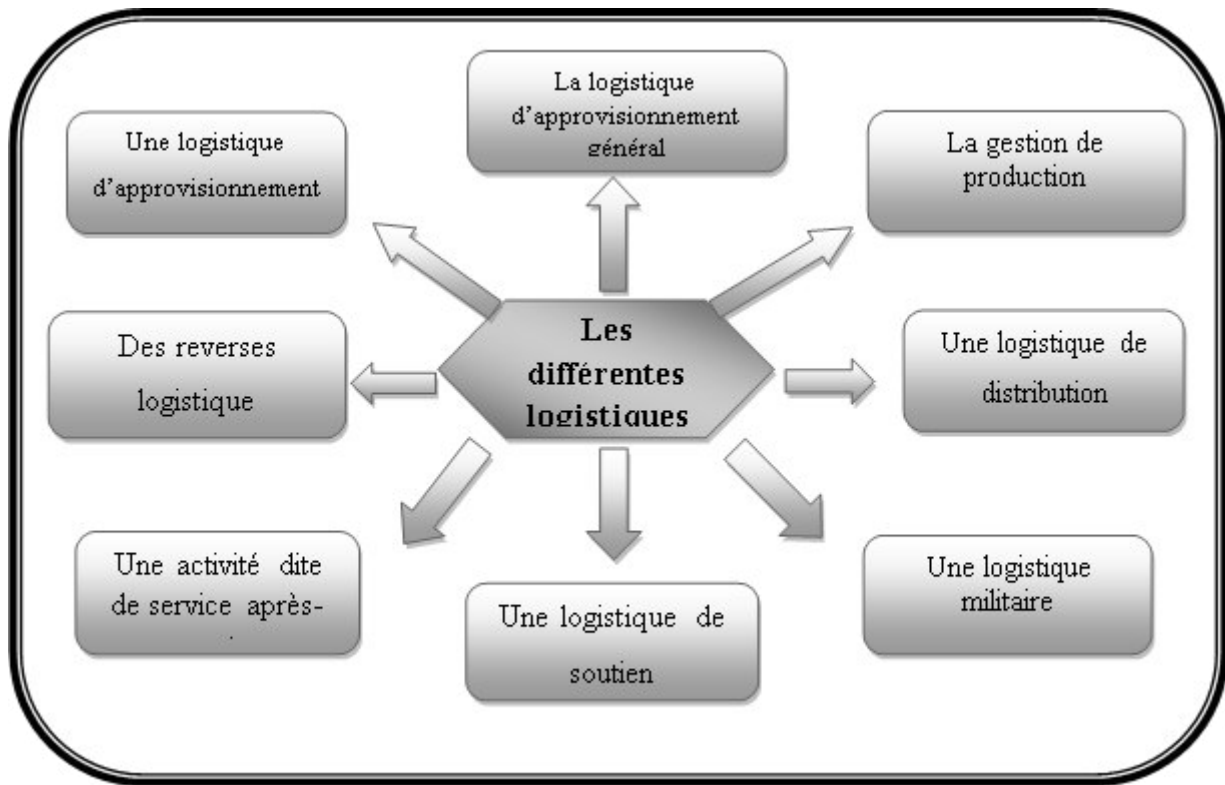 La logistique
d'approvisionnement
général
Une logistique
d'approvisionnement
La gestion de
production
Les
différentes
logistiques
Des reverses
logistique
Une logistique de
distribution
Une activité dite
de service après-
Une logistique de
soutien
Une logistique
militaire